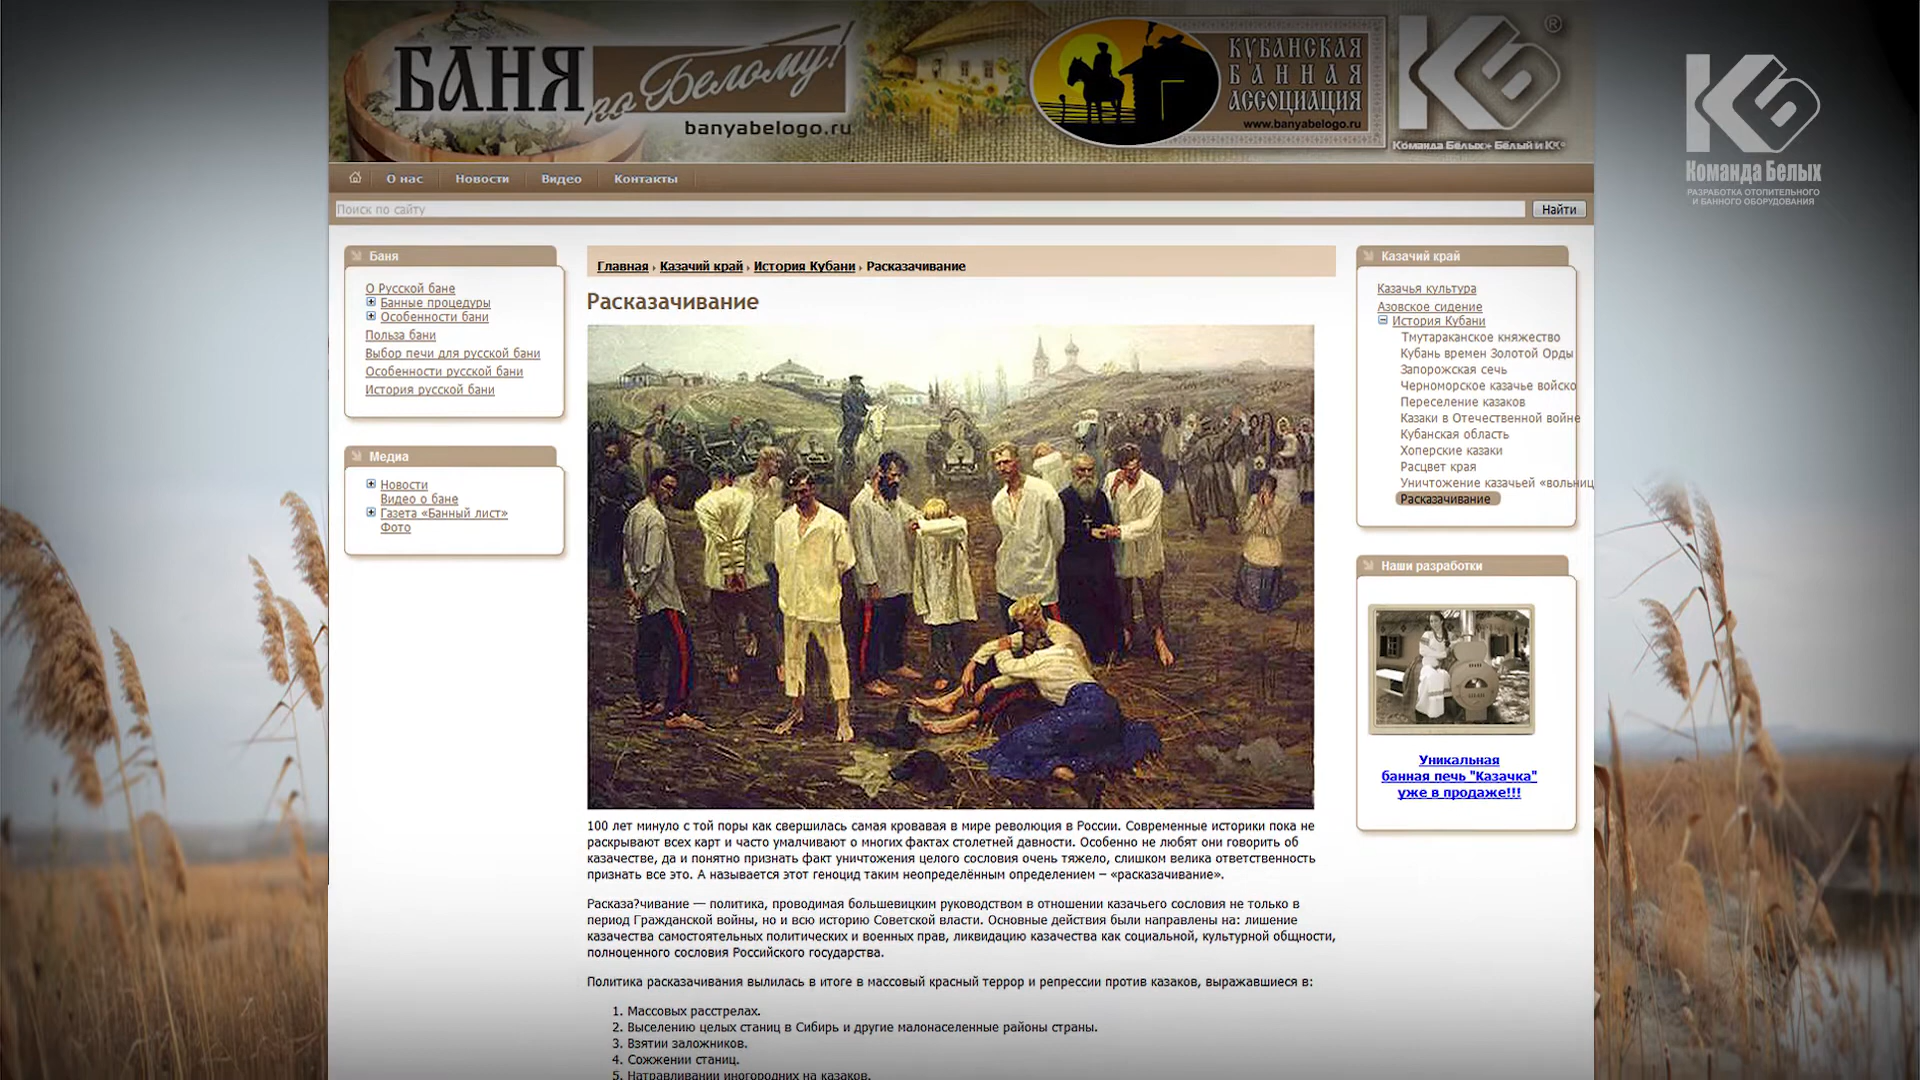 БАНЯ по Белому!
banyabelogo.ru
КУБАНСКАЯ
БАННАЯ
АССОЦИАЦИЯ
www.banyabelogo.ru
КБ®
Команда Белых
РАЗРАБОТКА ОТОПИТЕЛЬНОГО
И БАННОГО ОБОРУДОВАНИЯ
О нас
Новости
Видео
Контакты
Поиск по сайту
Найти
Баня
О Русской бане
Банные процедуры
Особенности бани
Польза бани
Выбор печи для русской бани
Особенности русской бани
История русской бани
Медиа
Новости
Видео о бане
Газета «Банный лист»
Фото
Главная › Казачий край › История Кубани › Расказачивание
Расказачивание
100 лет минуло с той поры как свершилась самая кровавая в мире революция в России. Современные историки пока не
раскрывают всех карт и часто умалчивают о многих фактах столетней давности. Особенно не любят они говорить об
казачестве, да и понятно признать факт уничтожения целого сословия очень тяжело, слишком велика ответственность
признать все это. А называется этот геноцид таким неопределённым определением – «расказачивание».
Расказа?чивание — политика, проводимая большевицким руководством в отношении казачьего сословия не только в
период Гражданской войны, но и всю историю Советской власти. Основные действия были направлены на: лишение
казачества самостоятельных политических и военных прав, ликвидацию казачества как социальной, культурной общности,
полноценного сословия Российского государства.
Политика расказачивания вылилась в итоге в массовый красный террор и репрессии против казаков, выражавшиеся в:
1. Массовых расстрелах.
2. Выселению целых станиц в Сибирь и другие малонаселенные районы страны.
3. Взятии заложников.
4. Сожжении станиц.
5. Натравливании иногородних на казаков.
Казачий край
Казачья культура
Азовское сидение
История Кубани
Тмутараканское княжество
Кубань времен Золотой Орды
Запорожская сечь
Черноморское казачье войско
Переселение казаков
Казаки в Отечественной войне
Кубанская область
Хоперские казаки
Расцвет края
Уничтожение казачьей «вольниц
Расказачивание
Наши разработки
Уникальная
банная печь "Казачка"
уже в продаже!!!